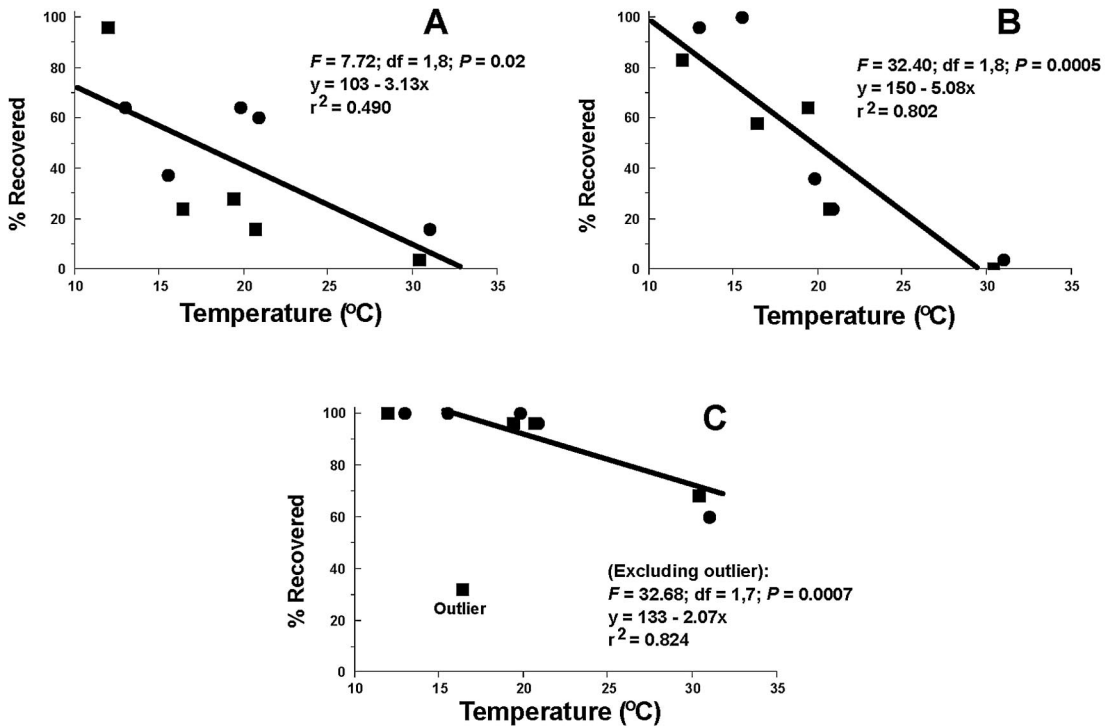 A
F = 7.72; df = 1,8; P = 0.02
y = 103 - 3.13x
r2 = 0.490
% Recovered
100
80
60
40
20
0
10 15 20 25 30 35
Temperature (oC)
B
F = 32.40; df = 1,8; P = 0.0005
y = 150 - 5.08x
r2 = 0.802
% Recovered
100
80
60
40
20
0
10 15 20 25 30 35
Temperature (oC)
C
% Recovered
100
80
60
40
20
0
Outlier
(Excluding outlier):
F = 32.68; df = 1,7; P = 0.0007
y = 133 - 2.07x
r2 = 0.824
10 15 20 25 30 35
Temperature (oC)